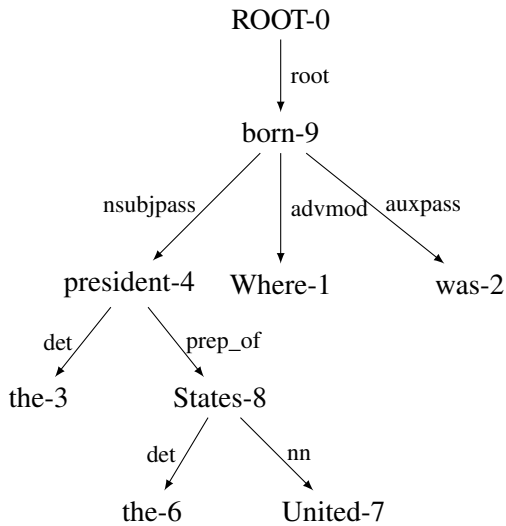 ROOT-0
root
born-9
nsubjpass advmod auxpass
president-4 Where-1 was-2
det prep_of
the-3 States-8
det nn
the-6 United-7